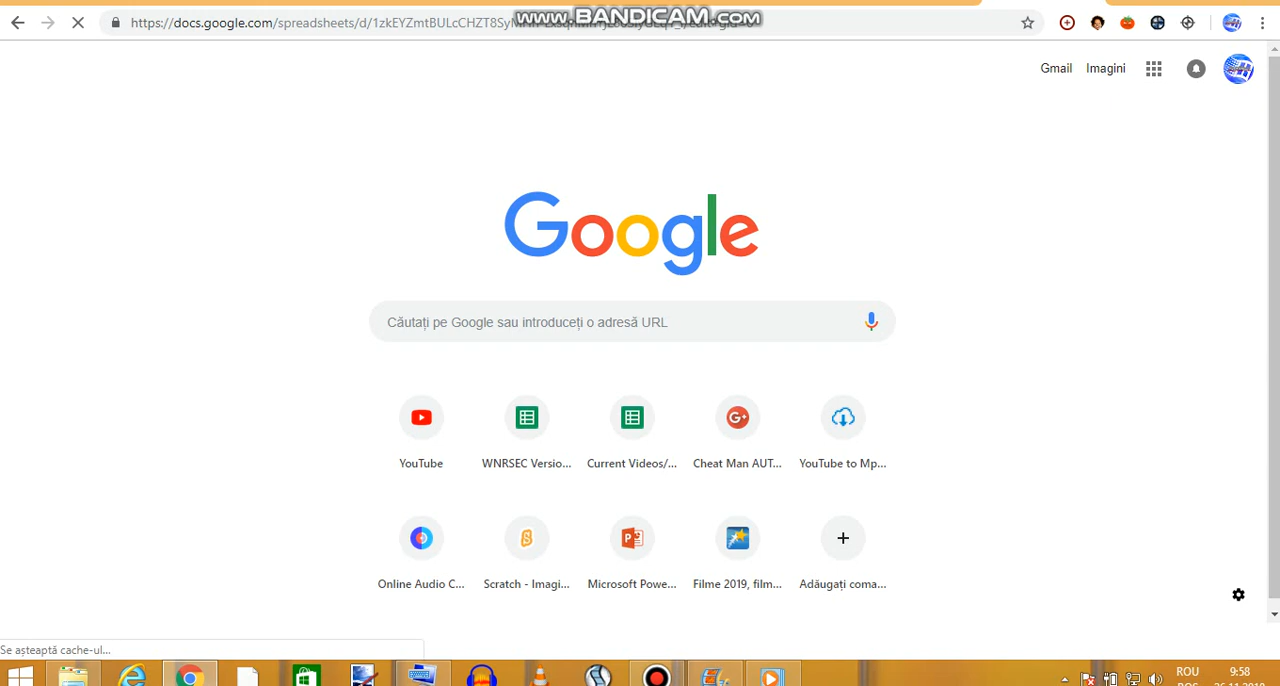 www.BANDICAM.com
https://docs.google.com/spreadsheets/d/
Gmail Imagini
Google
Căutați pe Google sau introduceți o adresă URL
YouTube WNRSEC Versio... Current Videos/... Cheat Man AUT... YouTube to Mp...
Online Audio C... Scratch - Imagi... Microsoft Powe... Filme 2019, film... Adăugați coma...
Se așteaptă cache-ul...
ROU 9:58